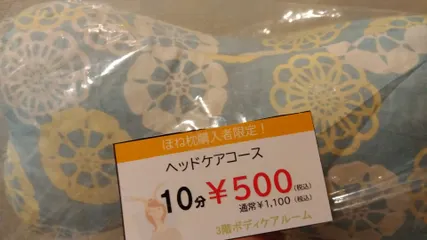 ほね枕購入者限定！
ヘッドケアコース
10分¥500(税込)
通常¥1,100(税込)
3階ボディケアルーム